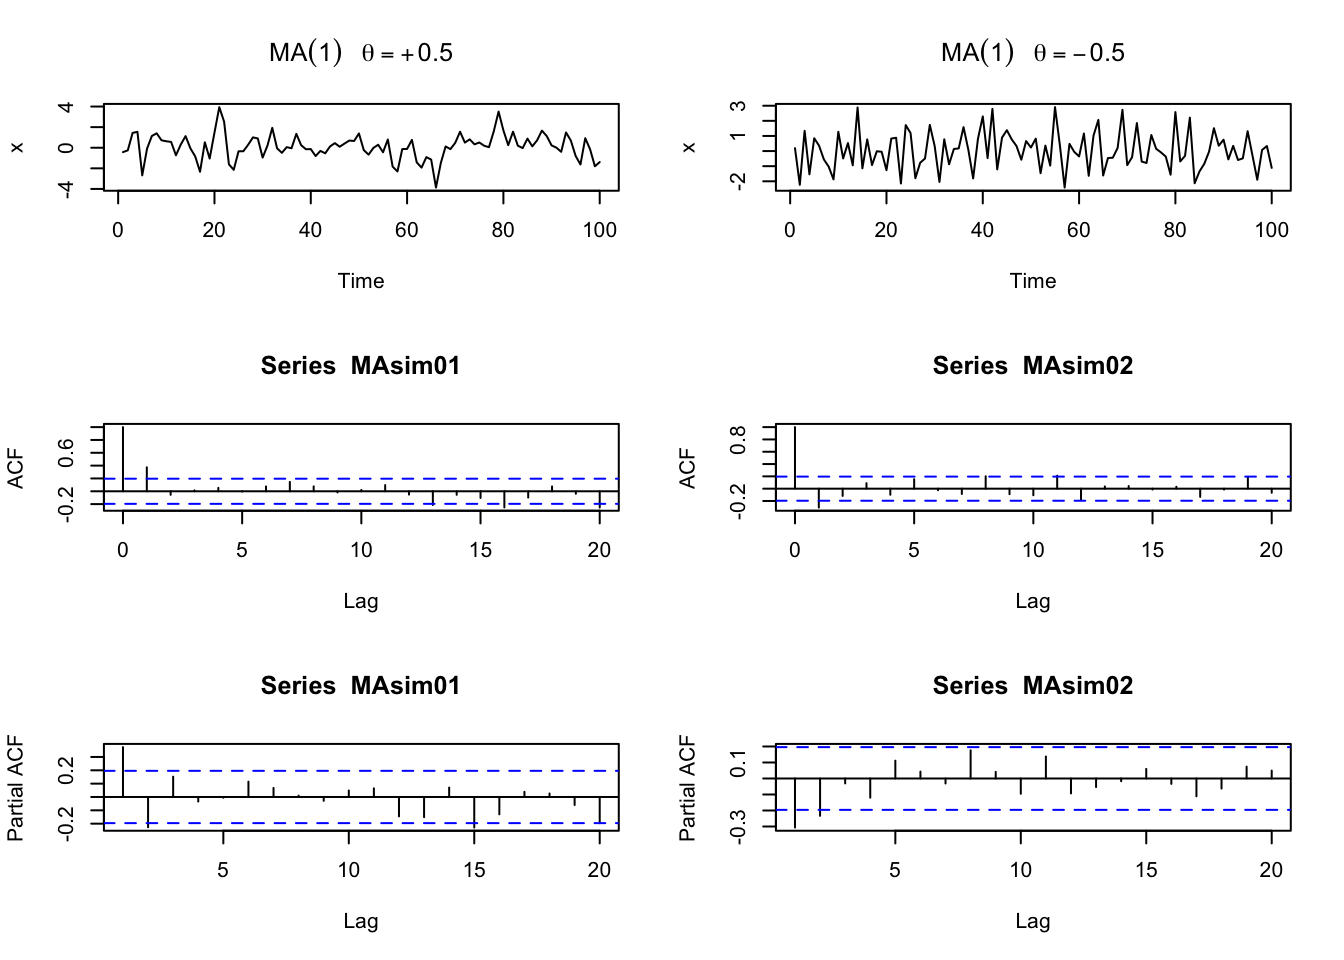 MA(1) θ = +0.5
x
4
0
-4
0 20 40 60 80 100
Time
MA(1) θ = −0.5
x
3
1
-2
0 20 40 60 80 100
Time
Series MAsim01
ACF
0.6
-0.2
0 5 10 15 20
Lag
Series MAsim02
ACF
0.8
-0.2
0 5 10 15 20
Lag
Series MAsim01
Partial ACF
0.2
-0.2
5 10 15 20
Lag
Series MAsim02
Partial ACF
0.1
-0.3
5 10 15 20
Lag